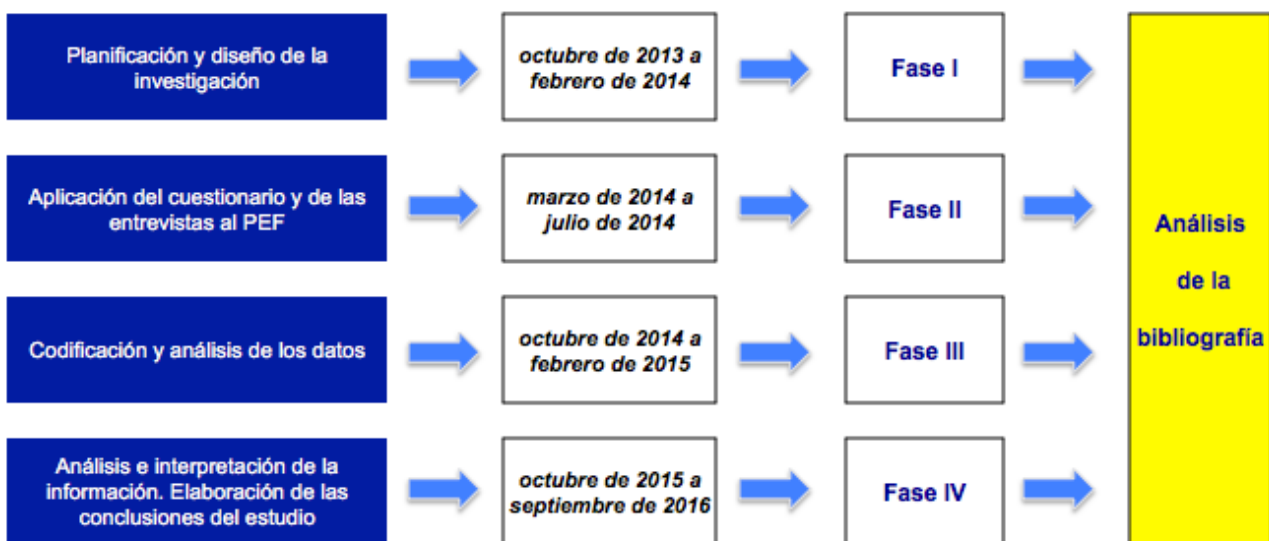 Planificación y diseño de la
investigación
octubre de 2013 a
febrero de 2014
Fase I
Aplicación del cuestionario y de las
entrevistas al PEF
marzo de 2014 a
julio de 2014
Fase II
Codificación y análisis de los datos
octubre de 2014 a
febrero de 2015
Fase III
Análisis e interpretación de la
información. Elaboración de las
conclusiones del estudio
octubre de 2015 a
septiembre de 2016
Fase IV
Análisis
de la
bibliografía